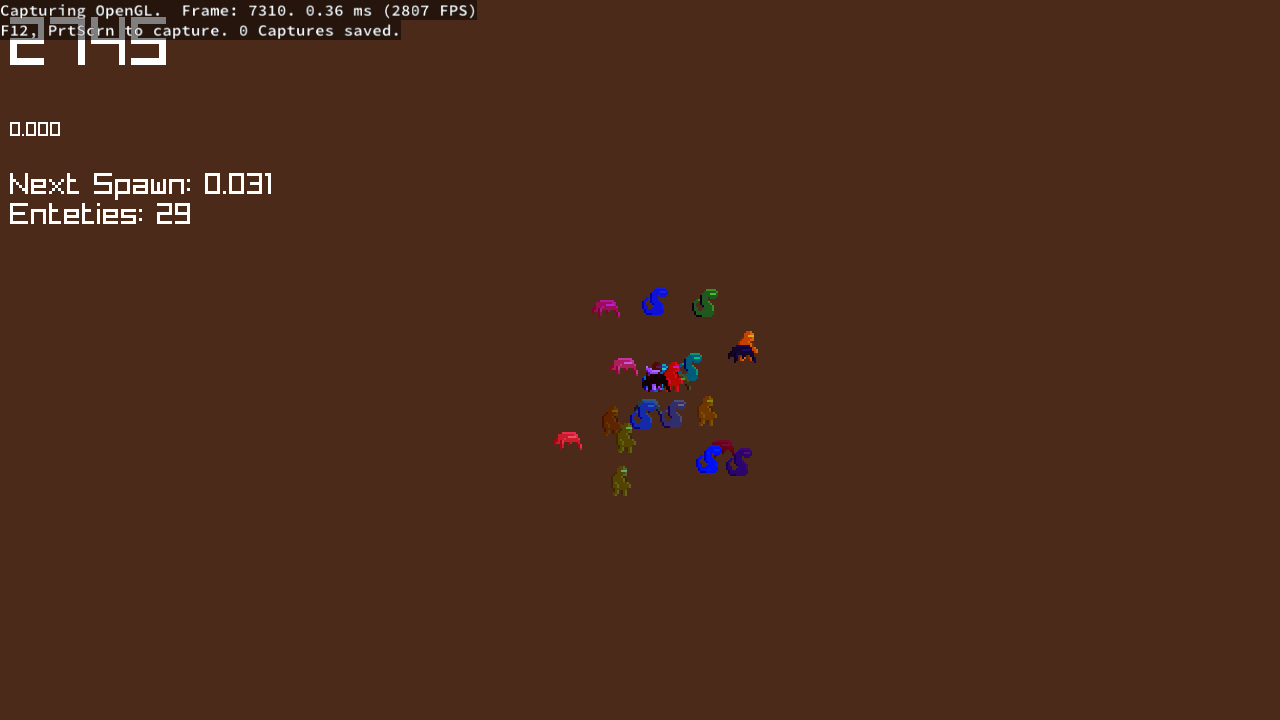 Capturing OpenGL.  Frame: 7310. 0.36 ms (2807 FPS)
F12, PrtScrn to capture. 0 Captures saved.
2745
0.000
Next Spawn: 0.031
Enteties: 29